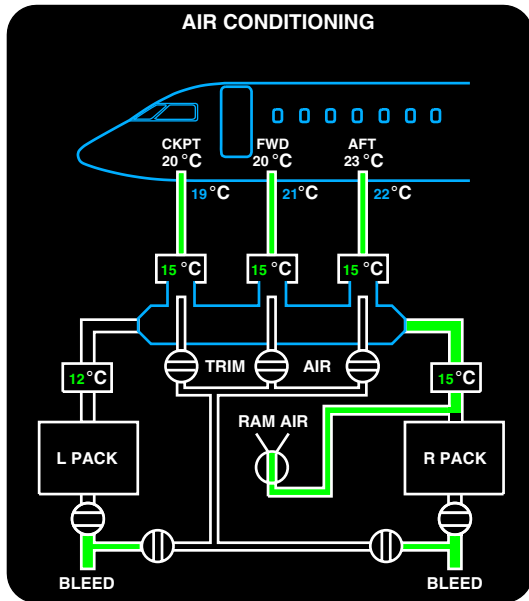 AIR CONDITIONING
CKPT FWD AFT
20 °C 20 °C 23 °C
19 °C 21 °C 22 °C
15 °C 15 °C 15 °C
TRIM AIR
12 °C 15 °C
RAM AIR
L PACK R PACK
BLEED BLEED